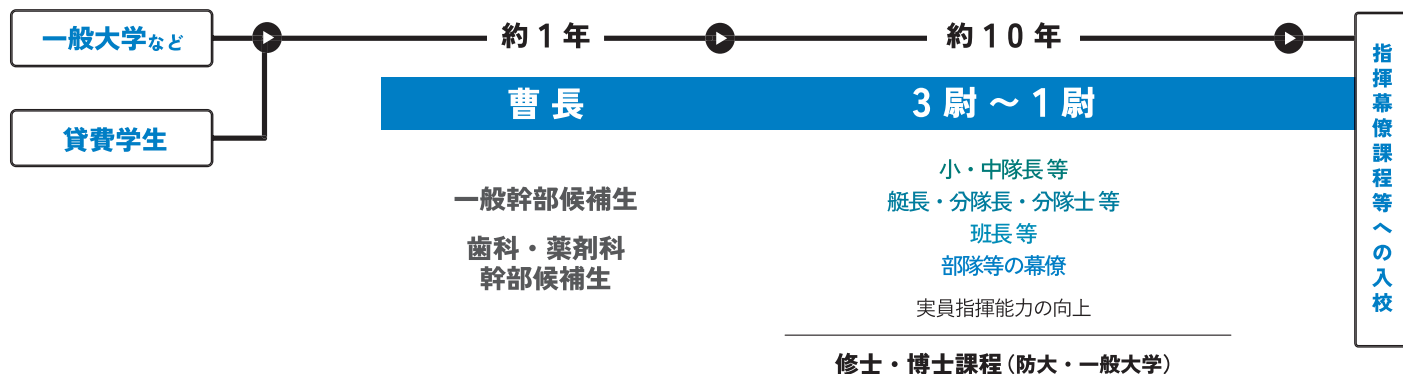 一般大学など
貸費学生
約1年
約10年
曹長
3尉～1尉
一般幹部候補生
歯科・薬剤科
幹部候補生
小・中隊長 等
艇長・分隊長・分隊士 等
班長 等
部隊等の幕僚
実員指揮能力の向上
修士・博士課程（防大・一般大学）
指揮幕僚課程等への入校